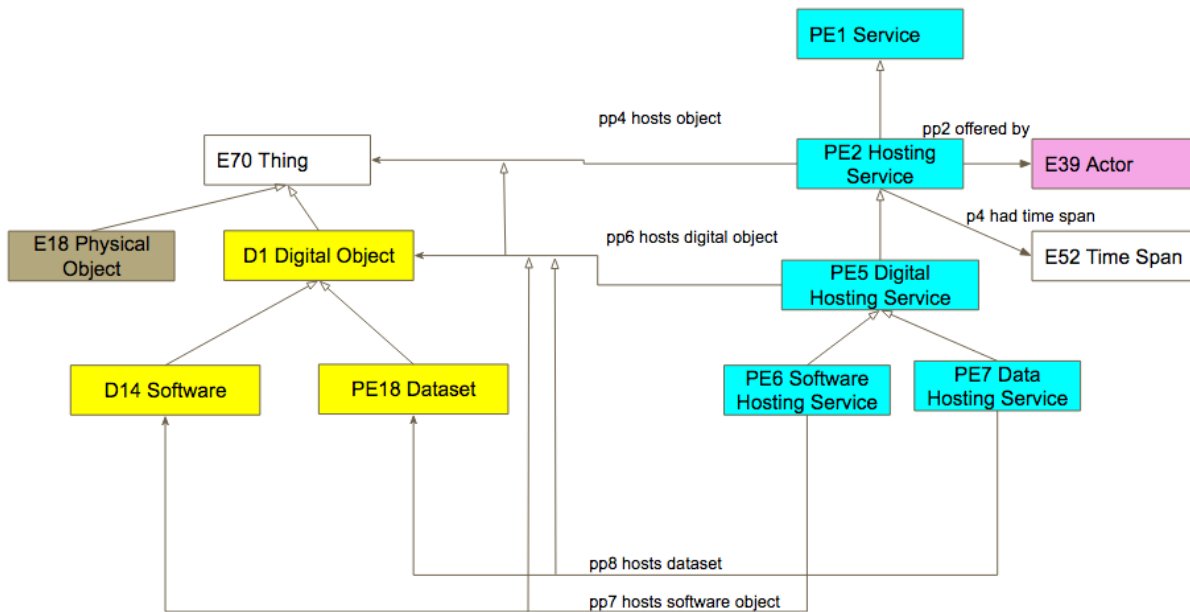 PE1 Service
pp4 hosts object
pp2 offered by
E70 Thing
PE2 Hosting
Service
E39 Actor
p4 had time span
E18 Physical
Object
D1 Digital Object
pp6 hosts digital object
E52 Time Span
PE5 Digital
Hosting Service
D14 Software
PE18 Dataset
PE6 Software
Hosting Service
PE7 Data
Hosting Service
pp8 hosts dataset
pp7 hosts software object